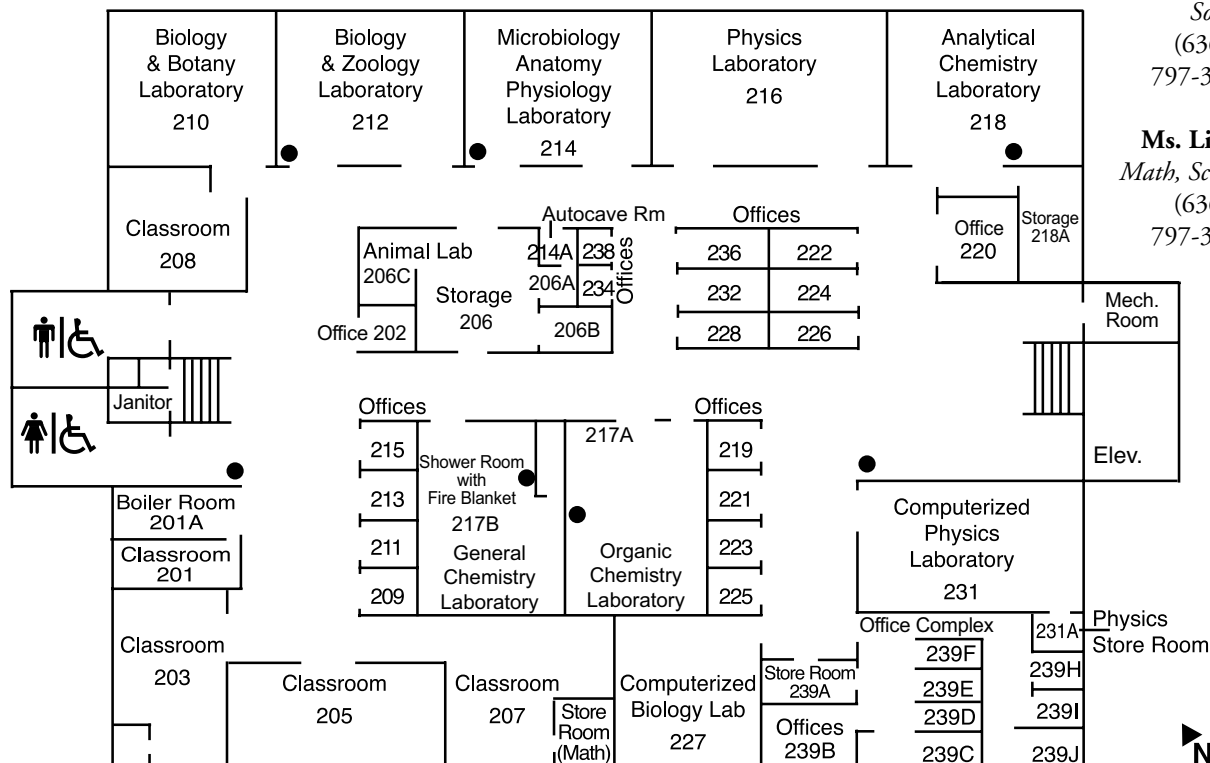 Biology
& Botany
Laboratory
210
Biology
& Zoology
Laboratory
212
Microbiology
Anatomy
Physiology
Laboratory
214
Physics
Laboratory
216
Analytical
Chemistry
Laboratory
218
(63
797-3
Ms. Li
Math, Sc
(63
797-3
Classroom
208
Autocave Rm
Animal Lab
206C
214A
238
Offices
206A
234
Storage
206
206B
Office 202
Offices
236
222
232
224
228
226
Office
220
Storage
218A
Mech.
Room
Janitor
Elev.
Offices
215
213
211
209
Shower Room
with
Fire Blanket
217B
General
Chemistry
Laboratory
217A
Organic
Chemistry
Laboratory
Offices
219
221
223
225
Boiler Room
201A
Classroom
201
Classroom
203
Classroom
205
Classroom
207
Store
Room
(Math)
Computerized
Biology Lab
227
Store Room
239A
Offices
239B
Computerized
Physics
Laboratory
231
Office Complex
239F
239E
239D
239C
231A
Physics
Store Room
239H
239I
239J
N